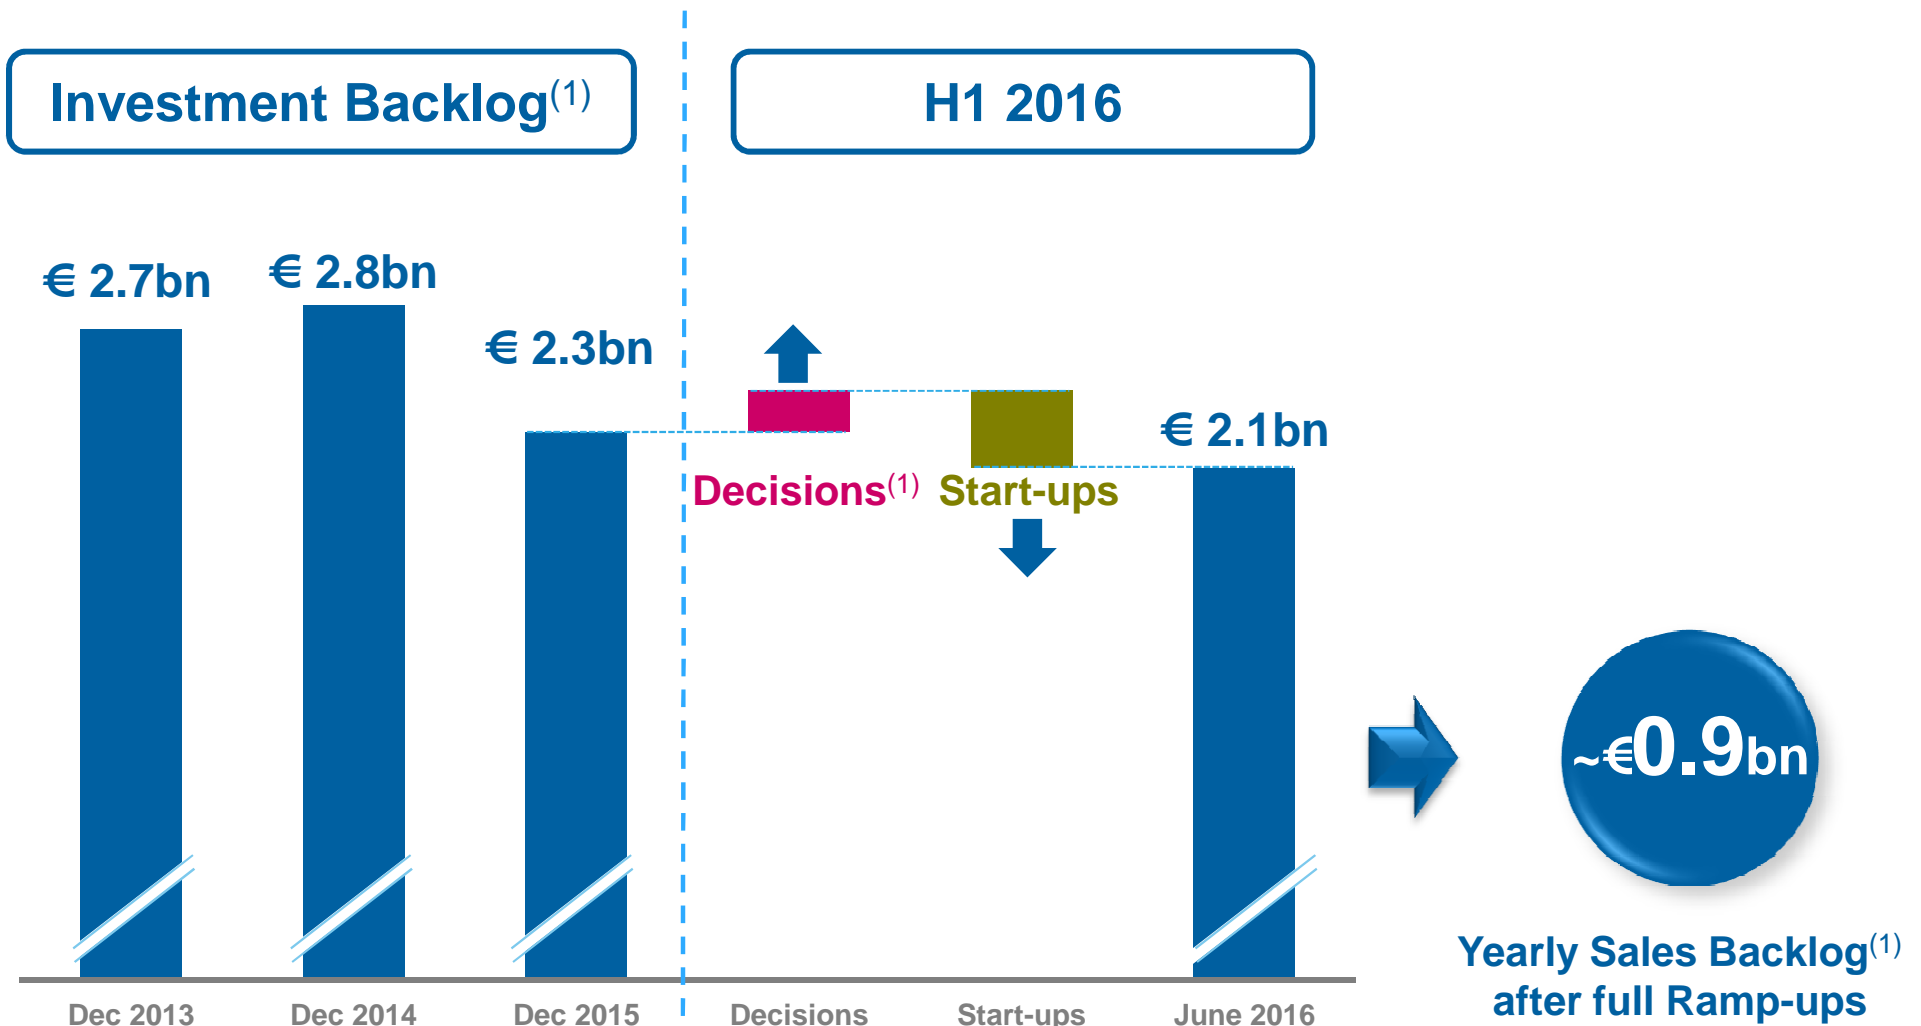 Investment Backlog(1)
H1 2016
€ 2.7bn
€ 2.8bn
€ 2.3bn
€ 2.1bn
Decisions(1)
Start-ups
~€0.9bn
Yearly Sales Backlog(1)
after full Ramp-ups
Dec 2013
Dec 2014
Dec 2015
Decisions
Start-ups
June 2016